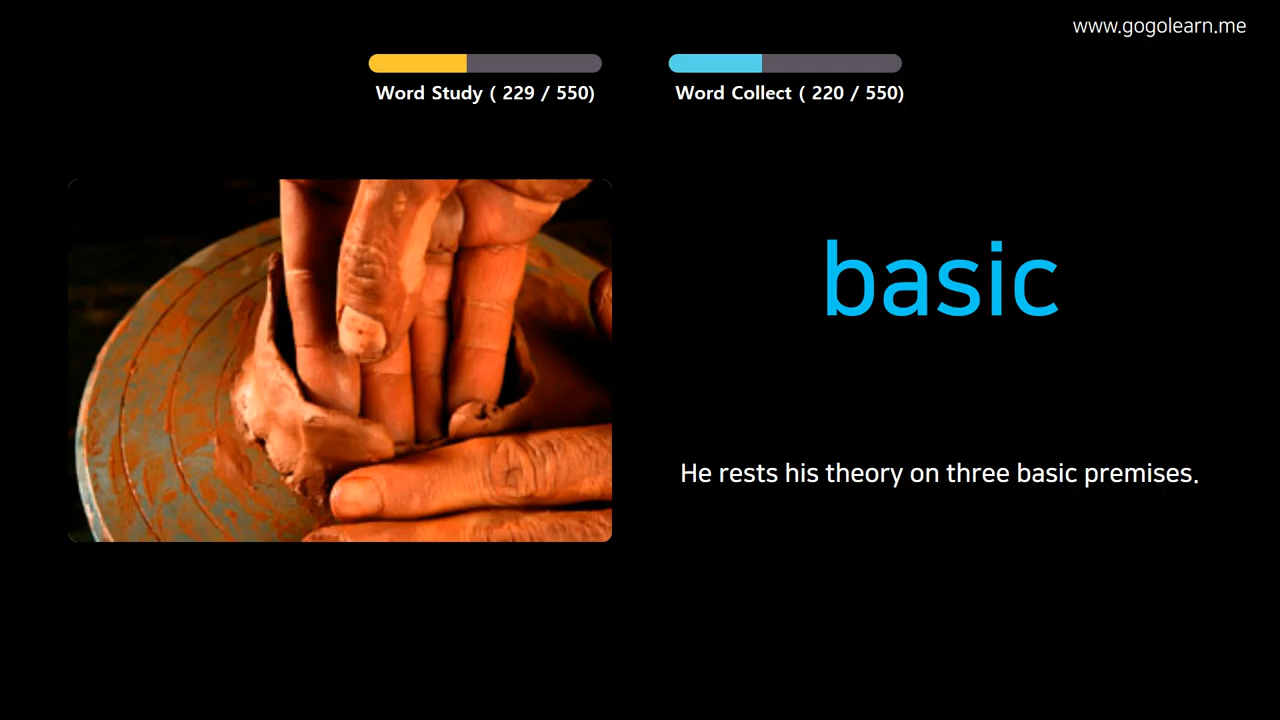 www.gogolearn.me
Word Study ( 229 / 550)
Word Collect ( 220 / 550)
basic
He rests his theory on three basic premises.